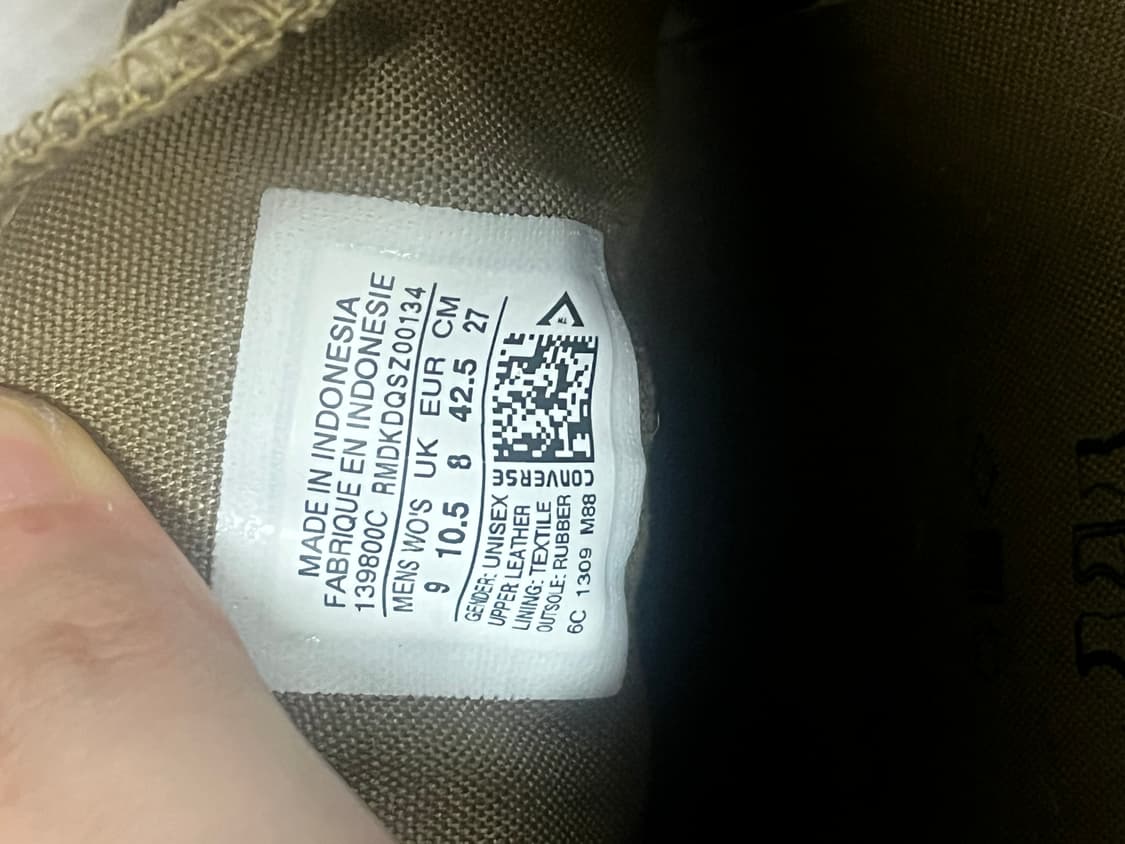 MADE IN INDONESIA
FABRIQUE EN INDONESIE
139800C RMDKDQSZ00134
MENS WO'S UK EUR CM
9 10.5 8 42.5 27
GENDER: UNISEX
UPPER: LEATHER
LINING: TEXTILE
OUTSOLE: RUBBER
6C 1309 M88
CONVERSE